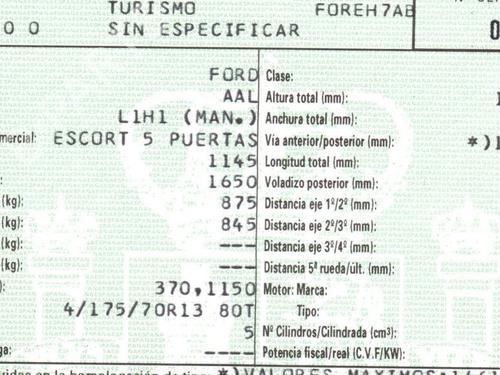 TURISMO FOREH7AB
0 0 SIN ESPECIFICAR 0
FORD Clase:
AAL Altura total (mm):
L1H1 (MAN.) Anchura total (mm):
mercial: ESCORT 5 PUERTAS Vía anterior/posterior (mm): *)1
1145 Longitud total (mm):
1650 Voladizo posterior (mm):
(kg): 875 Distancia eje 1º/2º (mm):
(kg): 845 Distancia eje 2º/3º (mm):
(kg): --- Distancia eje 3º/4º (mm):
(kg): --- Distancia 5ª rueda/últ. (mm):
): 370,1150 Motor: Marca:
4/175/70R13 80T Tipo:
5 Nº Cilindros/Cilindrada (cm³):
ga: ---- Potencia fiscal/real (C.V.F/KW):
*)VALORES MAXIMOS: